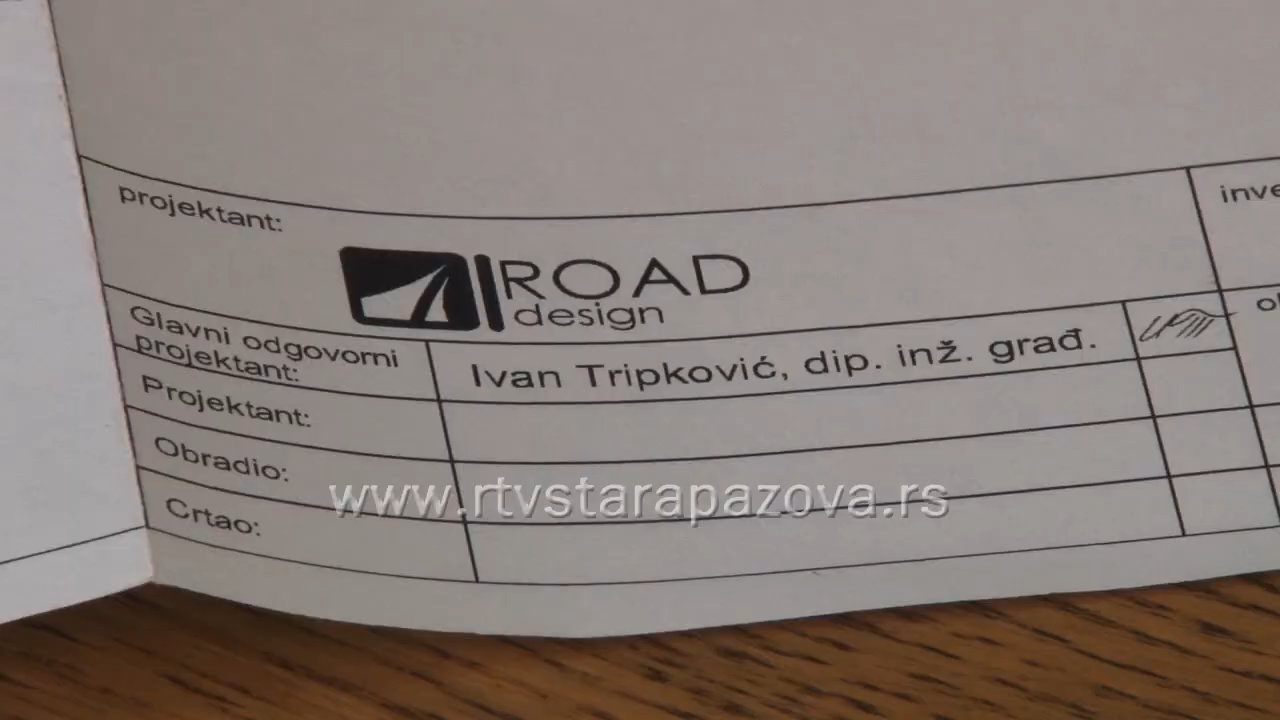 projektant:
ROAD
design
Glavni odgovorni
projektant:
Ivan Tripković, dip. inž. građ.
Projektant:
Obradio:
Crtao:
www.rtvstarapazova.rs